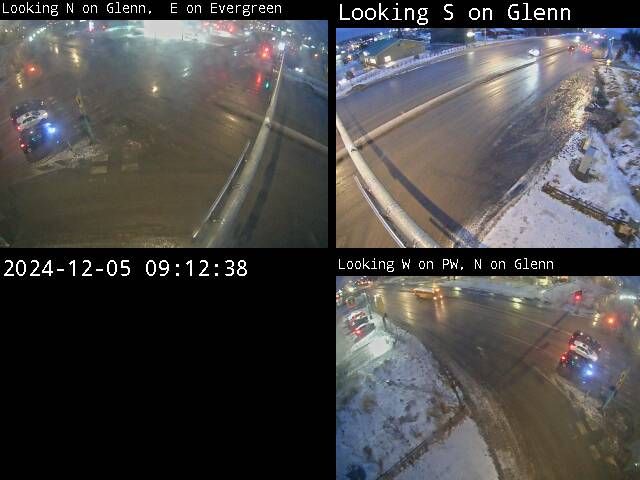 Looking N on Glenn, E on Evergreen
Looking S on Glenn
2024-12-05 09:12:38
Looking W on PW, N on Glenn